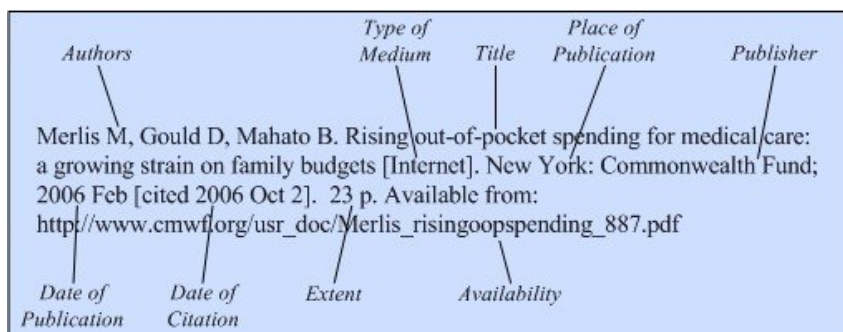 Type of Place of
Authors Medium Title Publication Publisher
Merlis M, Gould D, Mahato B. Rising out-of-pocket spending for medical care:
a growing strain on family budgets [Internet]. New York: Commonwealth Fund;
2006 Feb [cited 2006 Oct 2]. 23 p. Available from:
http://www.cmwf.org/usr_doc/Merlis_risingoopspending_887.pdf
Date of Date of Extent Availability
Publication Citation